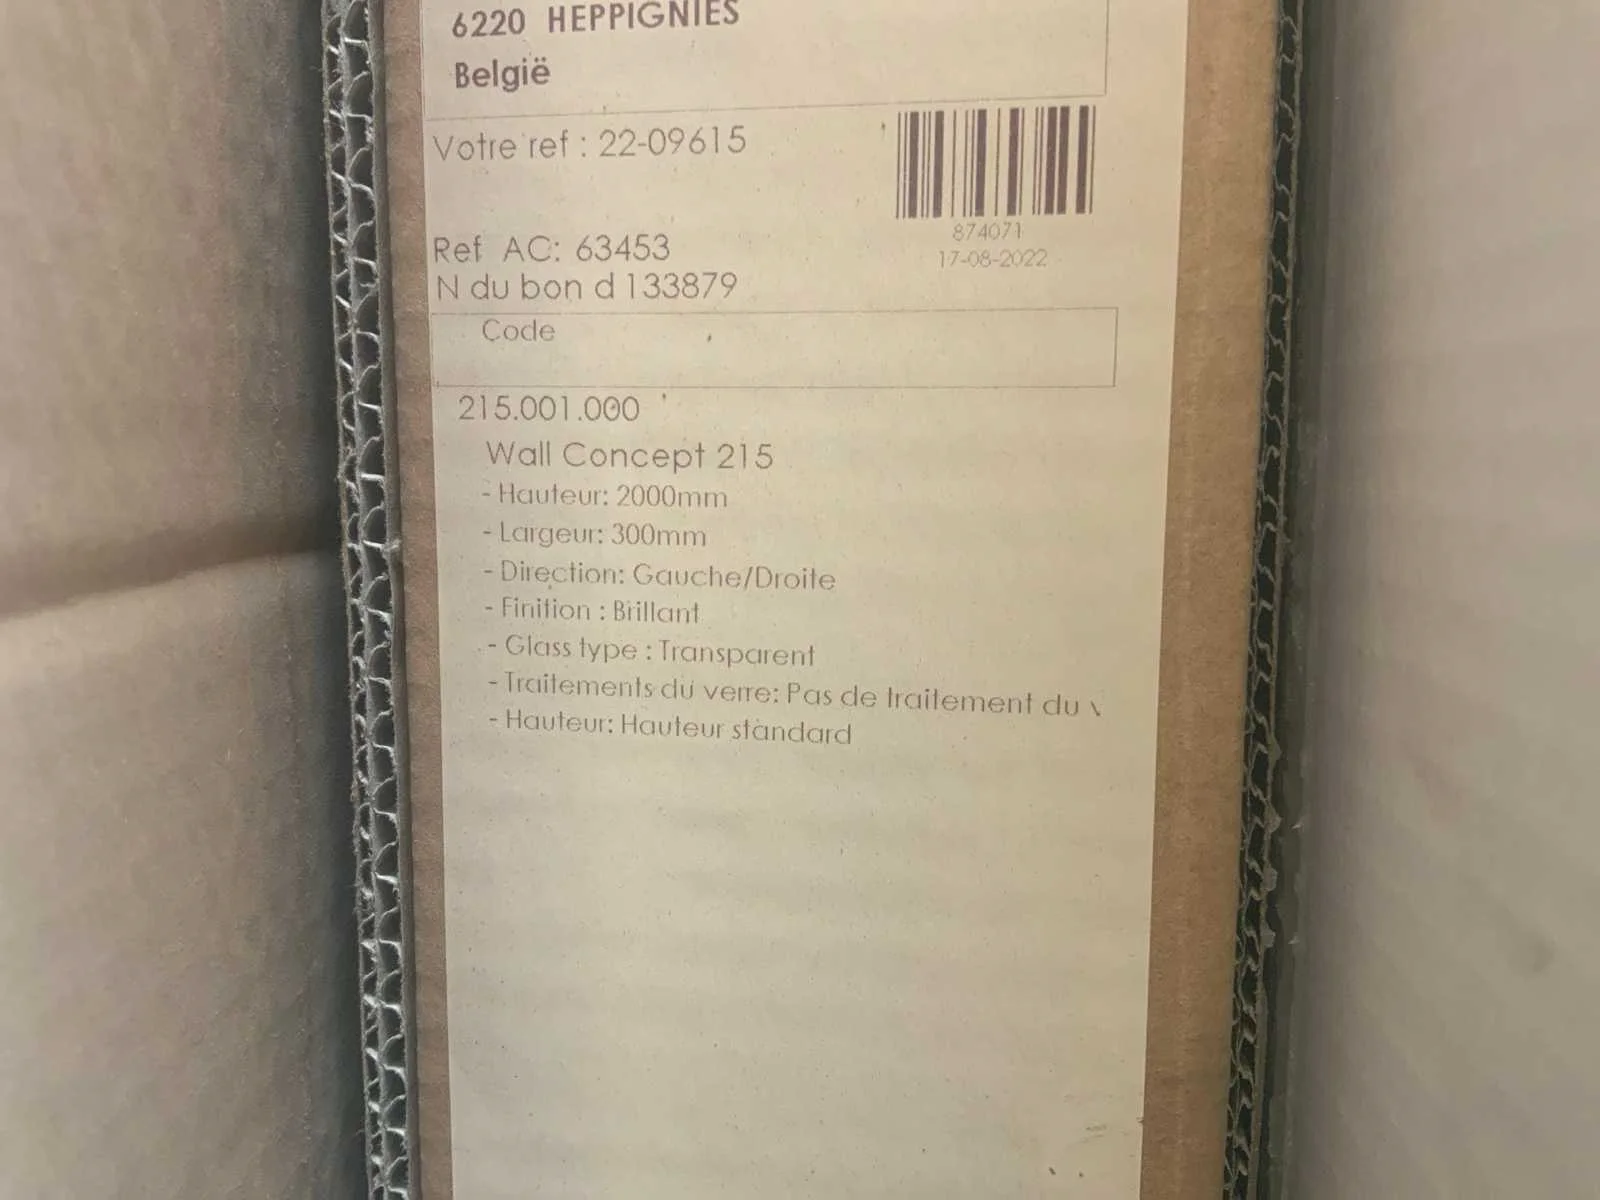 6220 HEPPIGNIES
België
Votre ref : 22-09615
874071
17-08-2022
Ref AC: 63453
N du bon d 133879
Code
215.001.000
Wall Concept 215
- Hauteur: 2000mm
- Largeur: 300mm
- Direction: Gauche/Droite
- Finition : Brillant
- Glass type : Transparent
- Traitements du verre: Pas de traitement du
- Hauteur: Hauteur standard